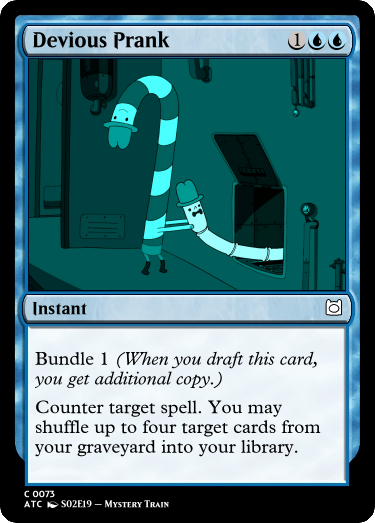 Devious Prank 1
Instant
Bundle 1 (When you draft this card,
you get additional copy.)
Counter target spell. You may
shuffle up to four target cards from
your graveyard into your library.
C 0073
ATC S02E19 – Mystery Train